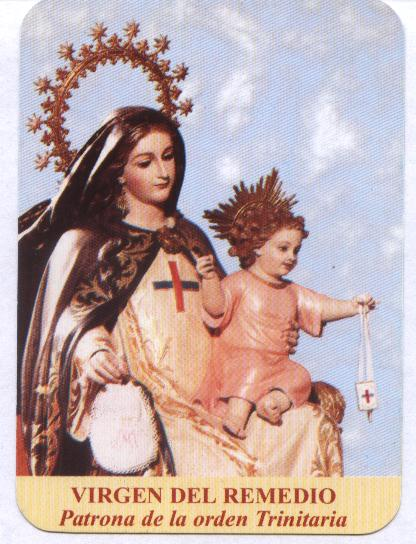 VIRGEN DEL REMEDIO
Patrona de la orden Trinitaria